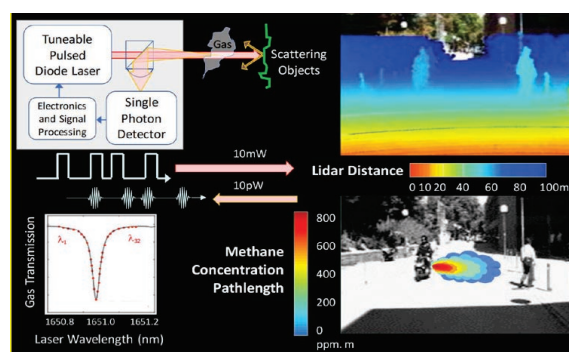 Tuneable
Pulsed
Diode Laser
Gas
Scattering
Objects
Electronics
and Signal
Processing
Single
Photon
Detector
10mW
10pW
Lidar Distance
0 10 20 40 60 80 100m
Gas Transmission
λ-1
λ-32
1650.8 1651.0 1651.2
Laser Wavelength (nm)
Methane
Concentration
Pathlength
800
600
400
200
0
ppm. m